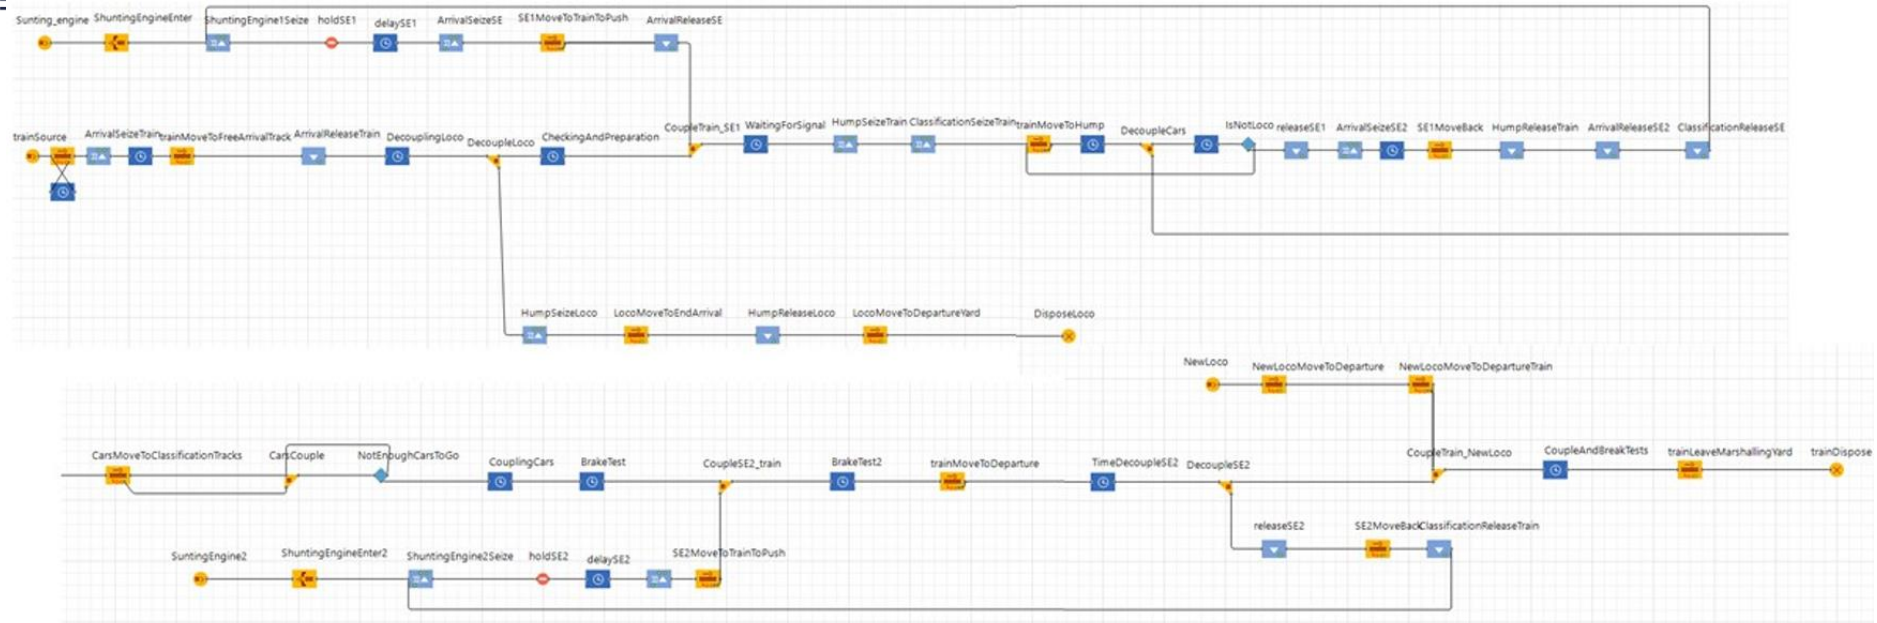 Sunting_engine
ShuntingEngineEnter
ShuntingEngine1Seize
holdSE1
delaySE1
ArrivalSeizeSE
SE1MoveToTrainToPush
ArrivalReleaseSE
trainSource
ArrivalSeizeTrain
trainMoveToFreeArrivalTrack
ArrivalReleaseTrain
DecouplingLoco
DecoupleLoco
CheckingAndPreparation
CoupleTrain_SE1
WaitingForSignal
HumpSeizeTrain
ClassificationSeizeTrain
trainMoveToHump
DecoupleCars
IsNotLoco
releaseSE1
ArrivalSeizeSE2
SE1MoveBack
HumpReleaseTrain
ArrivalReleaseSE2
ClassificationReleaseSE
HumpSeizeLoco
LocoMoveToEndArrival
HumpReleaseLoco
LocoMoveToDepartureYard
DisposeLoco
NewLoco
NewLocoMoveToDeparture
NewLocoMoveToDepartureTrain
CarsMoveToClassificationTracks
CarsCouple
NotEnoughCarsToGo
CouplingCars
BrakeTest
CoupleSE2_train
BrakeTest2
trainMoveToDeparture
TimeDecoupleSE2
DecoupleSE2
CoupleTrain_NewLoco
CoupleAndBreakTests
trainLeaveMarshallingYard
trainDispose
releaseSE2
SE2MoveBack
ClassificationReleaseTrain
SuntingEngine2
ShuntingEngineEnter2
ShuntingEngine2Seize
holdSE2
delaySE2
SE2MoveToTrainToPush